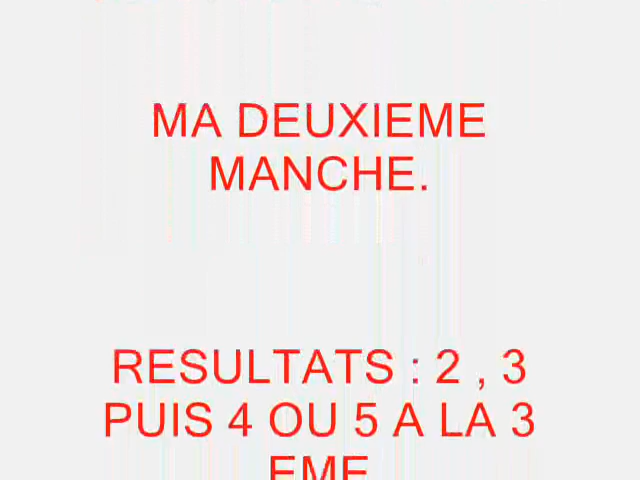 MA DEUXIEME
MANCHE.
RESULTATS : 2 , 3
PUIS 4 OU 5 A LA 3
EME